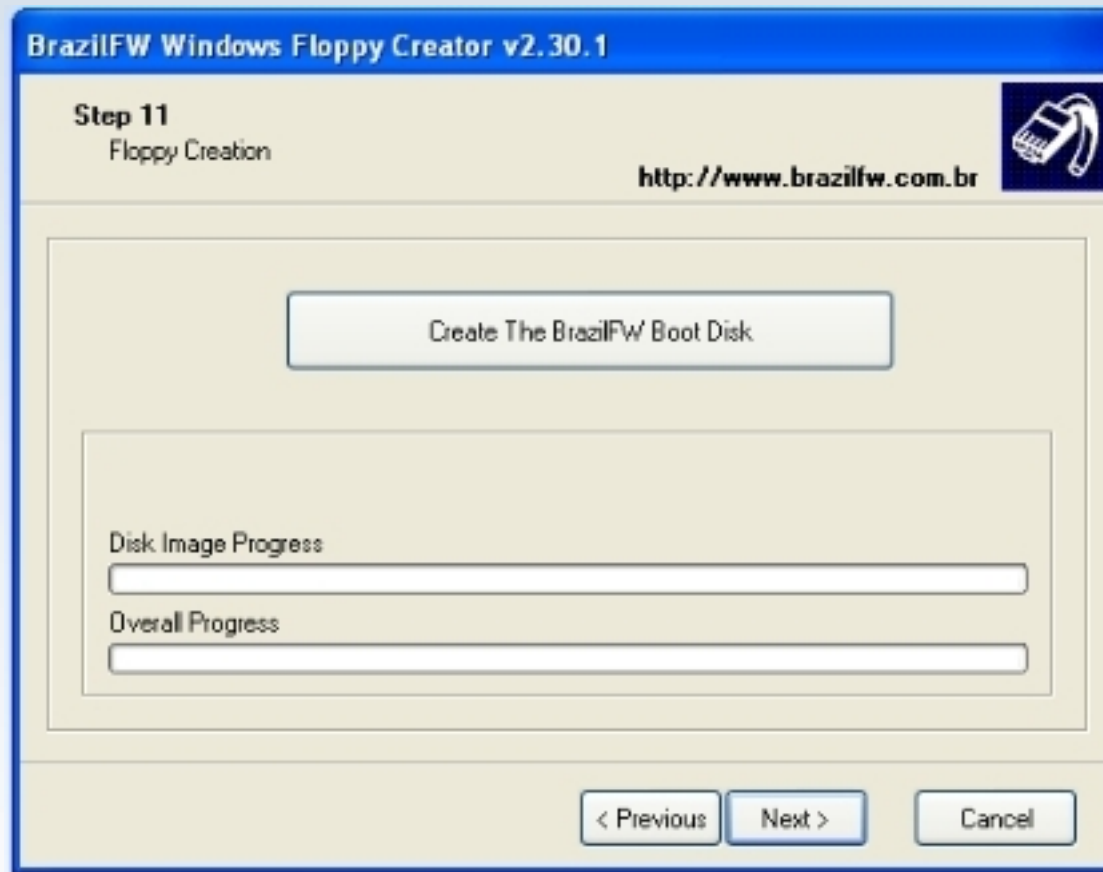 BrazilFW Windows Floppy Creator v2.30.1
Step 11
Floppy Creation
http://www.brazilfw.com.br
Create The BrazilFW Boot Disk
Disk Image Progress
Overall Progress
< Previous
Next >
Cancel